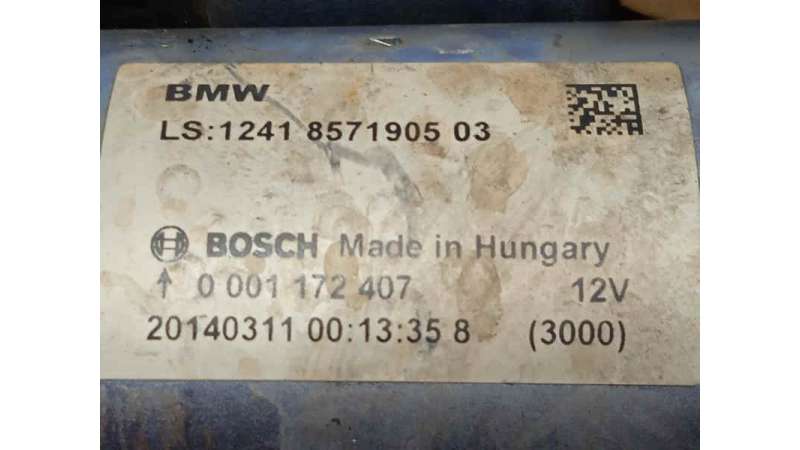 BMW
LS:1241 8571905 03
BOSCH Made in Hungary
↑ 0 001 172 407 12V
20140311 00:13:35 8 (3000)